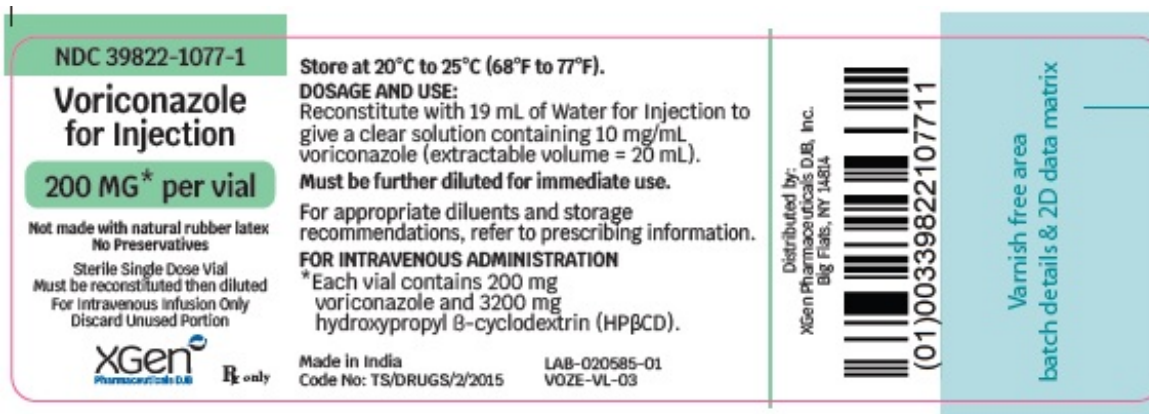 NDC 39822-1077-1
Voriconazole
for Injection
200 MG* per vial
Not made with natural rubber latex
No Preservatives
Sterile Single Dose Vial
Must be reconstituted then diluted
For Intravenous Infusion Only
Discard Unused Portion
XGen
Pharmaceuticals DJB
Rx only
Store at 20°C to 25°C (68°F to 77°F).
DOSAGE AND USE:
Reconstitute with 19 mL of Water for Injection to
give a clear solution containing 10 mg/mL
voriconazole (extractable volume = 20 mL).
Must be further diluted for immediate use.
For appropriate diluents and storage
recommendations, refer to prescribing information.
FOR INTRAVENOUS ADMINISTRATION
*Each vial contains 200 mg
voriconazole and 3200 mg
hydroxypropyl ß-cyclodextrin (HPβCD).
Made in India
Code No: TS/DRUGS/2/2015
LAB-020585-01
VOZE-VL-03
Distributed by:
XGen Pharmaceuticals DJB, Inc.
Big Flats, NY 14814
(01)00339822107711
Varnish free area
batch details & 2D data matrix